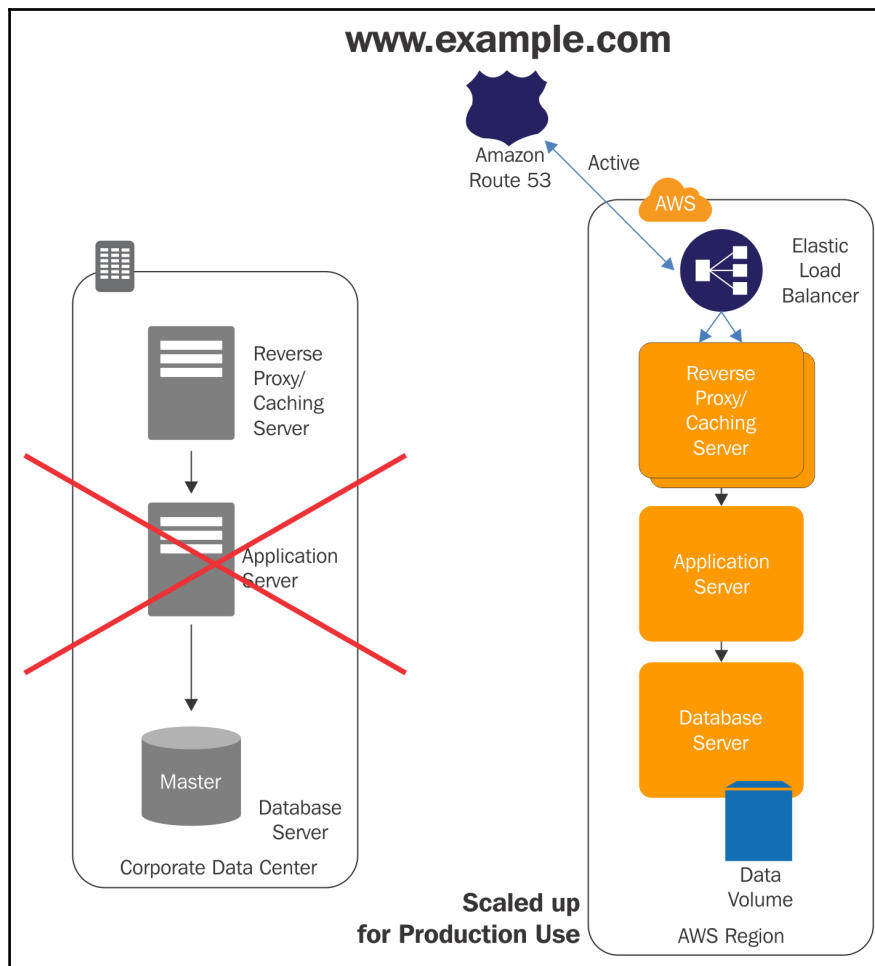 www.example.com
Amazon
Route 53
Active
AWS
Elastic
Load
Balancer
Reverse
Proxy/
Caching
Server
Application
Server
Master
Database
Server
Corporate Data Center
Reverse
Proxy/
Caching
Server
Application
Server
Database
Server
Data
Volume
AWS Region
Scaled up
for Production Use